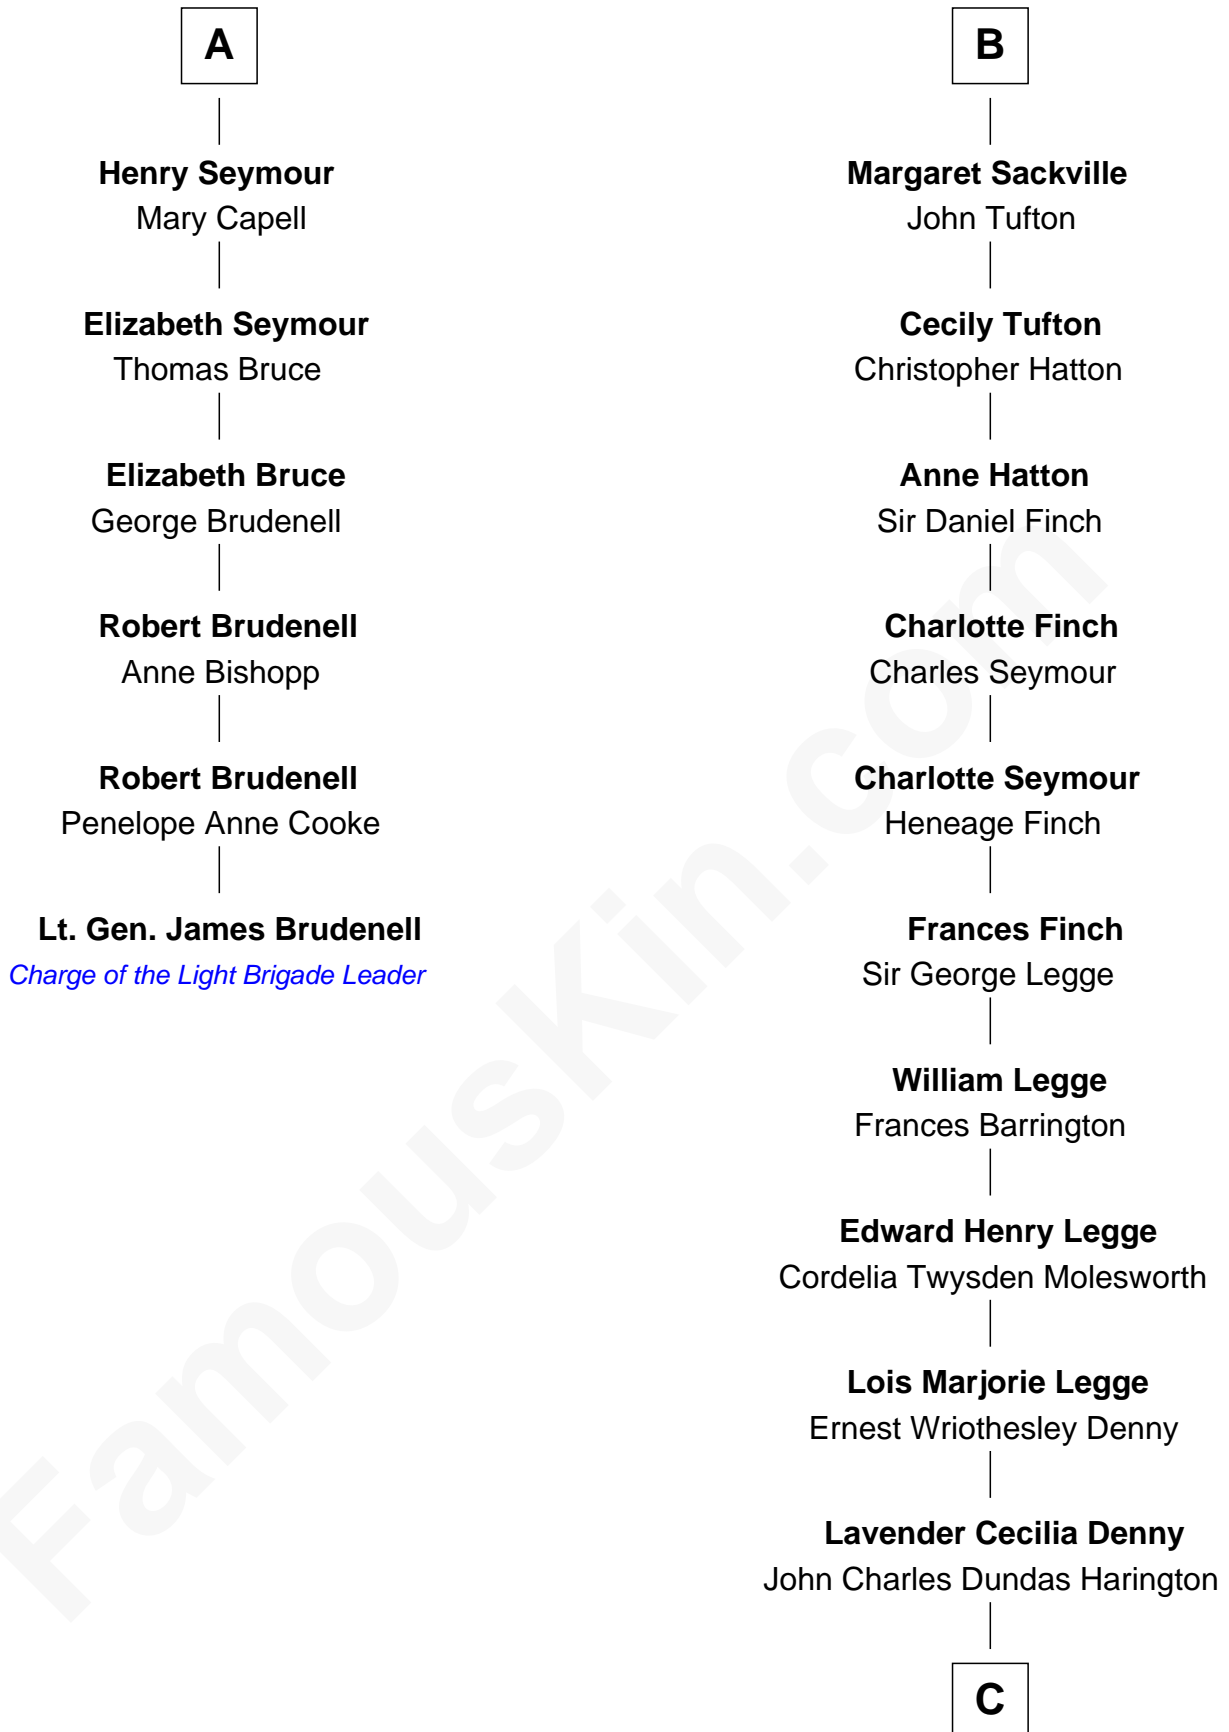 A
Henry Seymour
Mary Capell
Elizabeth Seymour
Thomas Bruce
Elizabeth Bruce
George Brudenell
Robert Brudenell
Anne Bishopp
Robert Brudenell
Penelope Anne Cooke
Lt. Gen. James Brudenell
Charge of the Light Brigade Leader
B
Margaret Sackville
John Tufton
Cecily Tufton
Christopher Hatton
Anne Hatton
Sir Daniel Finch
Charlotte Finch
Charles Seymour
Charlotte Seymour
Heneage Finch
Frances Finch
Sir George Legge
William Legge
Frances Barrington
Edward Henry Legge
Cordelia Twysden Molesworth
Lois Marjorie Legge
Ernest Wriothesley Denny
Lavender Cecilia Denny
John Charles Dundas Harington
C
FamousKin.com